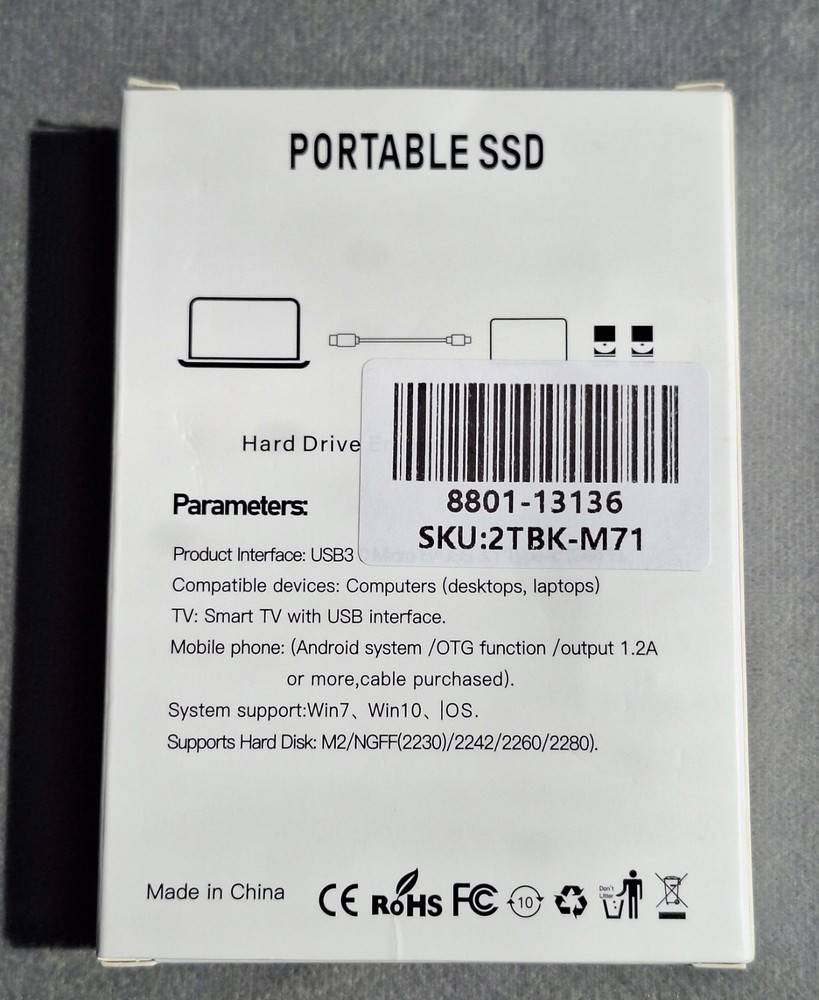 PORTABLE SSD
Hard Drive
8801-13136
SKU:2TBK-M71
Parameters:
Product Interface: USB3
Compatible devices: Computers (desktops, laptops)
TV: Smart TV with USB interface.
Mobile phone: (Android system /OTG function /output 1.2A
or more,cable purchased).
System support:Win7、Win10、|OS.
Supports Hard Disk: M2/NGFF(2230)/2242/2260/2280).
Made in China CE RoHS FC 10 Don't Litter